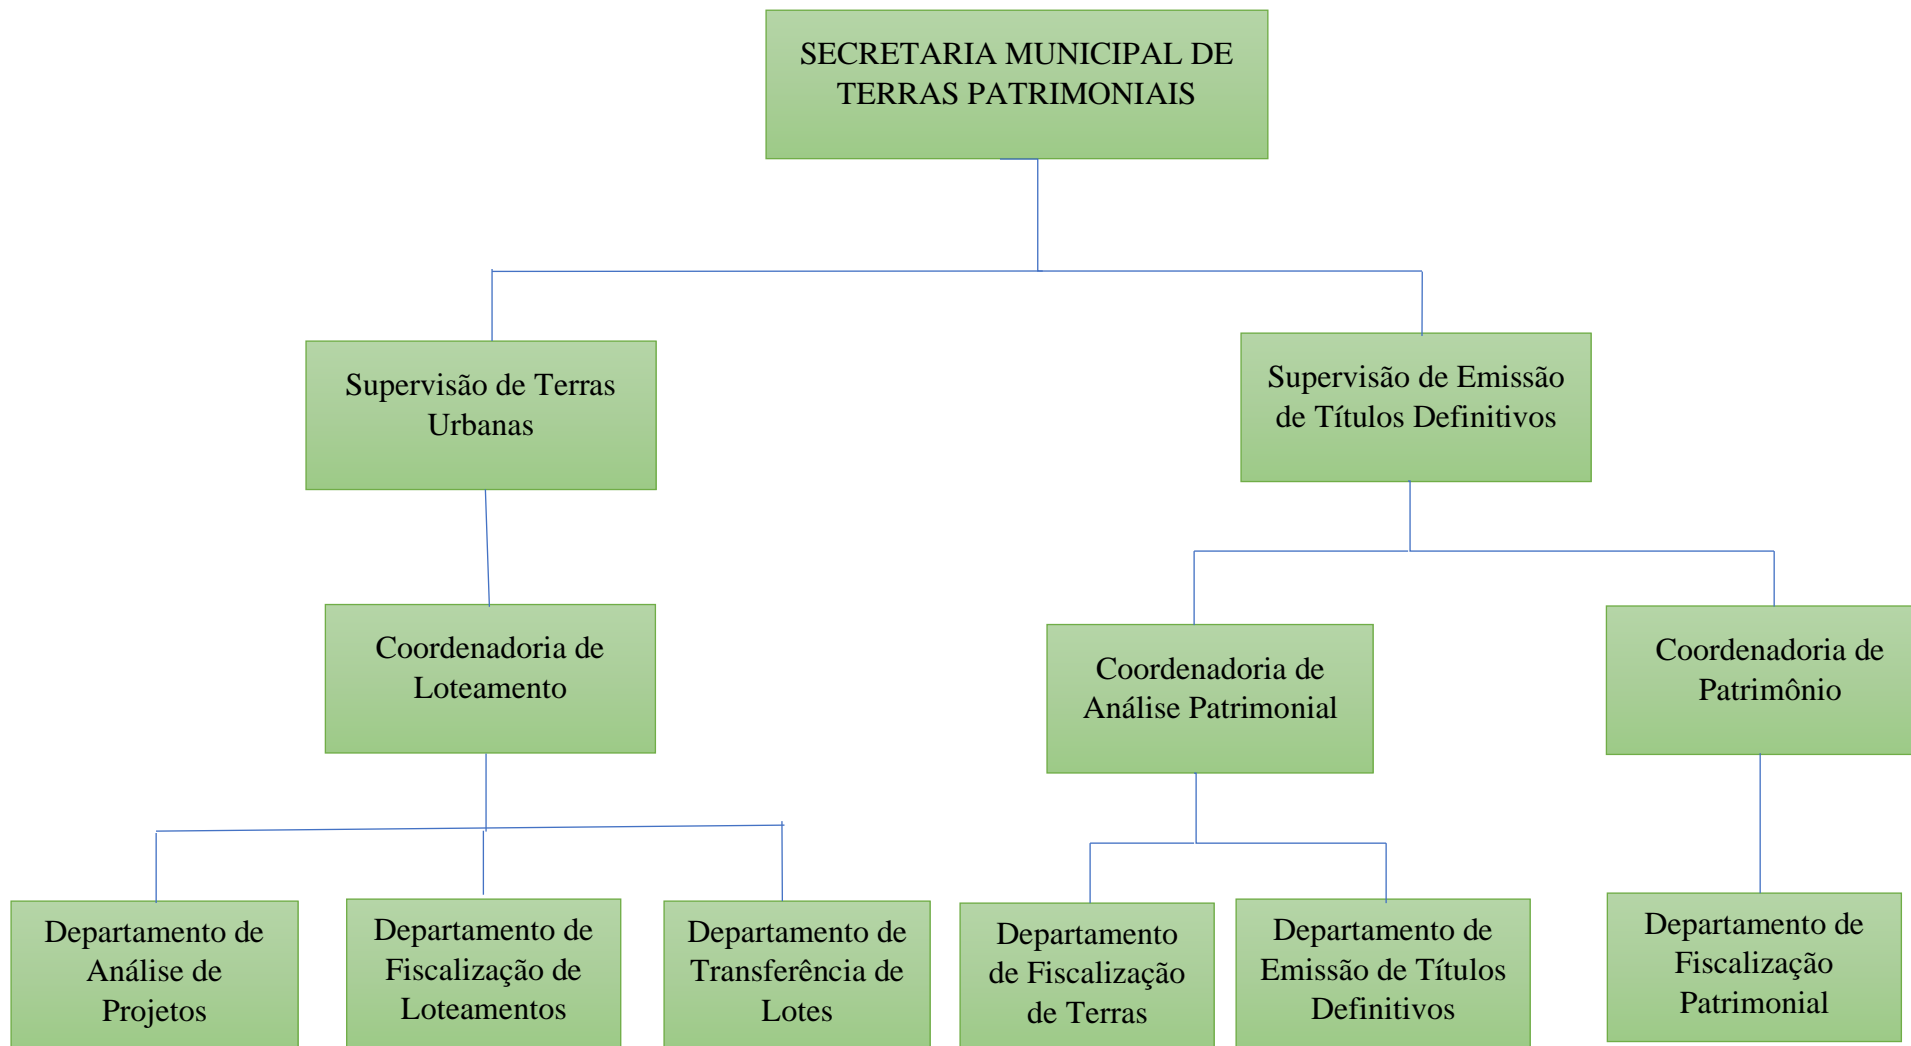 SECRETARIA MUNICIPAL DE
TERRAS PATRIMONIAIS
Supervisão de Terras
Urbanas
Supervisão de Emissão
de Títulos Definitivos
Coordenadoria de
Loteamento
Coordenadoria de
Análise Patrimonial
Coordenadoria de
Patrimônio
Departamento de
Análise de
Projetos
Departamento de
Fiscalização de
Loteamentos
Departamento de
Transferência de
Lotes
Departamento
de Fiscalização
de Terras
Departamento de
Emissão de Títulos
Definitivos
Departamento de
Fiscalização
Patrimonial